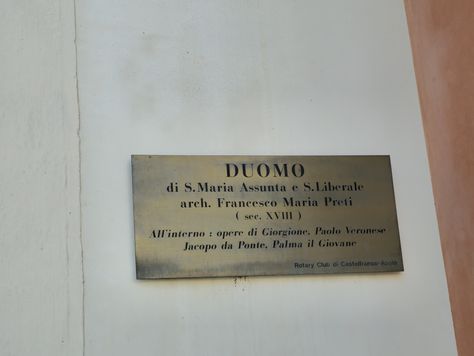 DUOMO
di S. Maria Assunta e S. Liberale
arch. Francesco Maria Preti
( sec. XVIII )
All'interno : opere di Giorgione, Paolo Veronese
Jacopo da Ponte, Palma il Giovane
Rotary Club di Castelfranco-Asolo